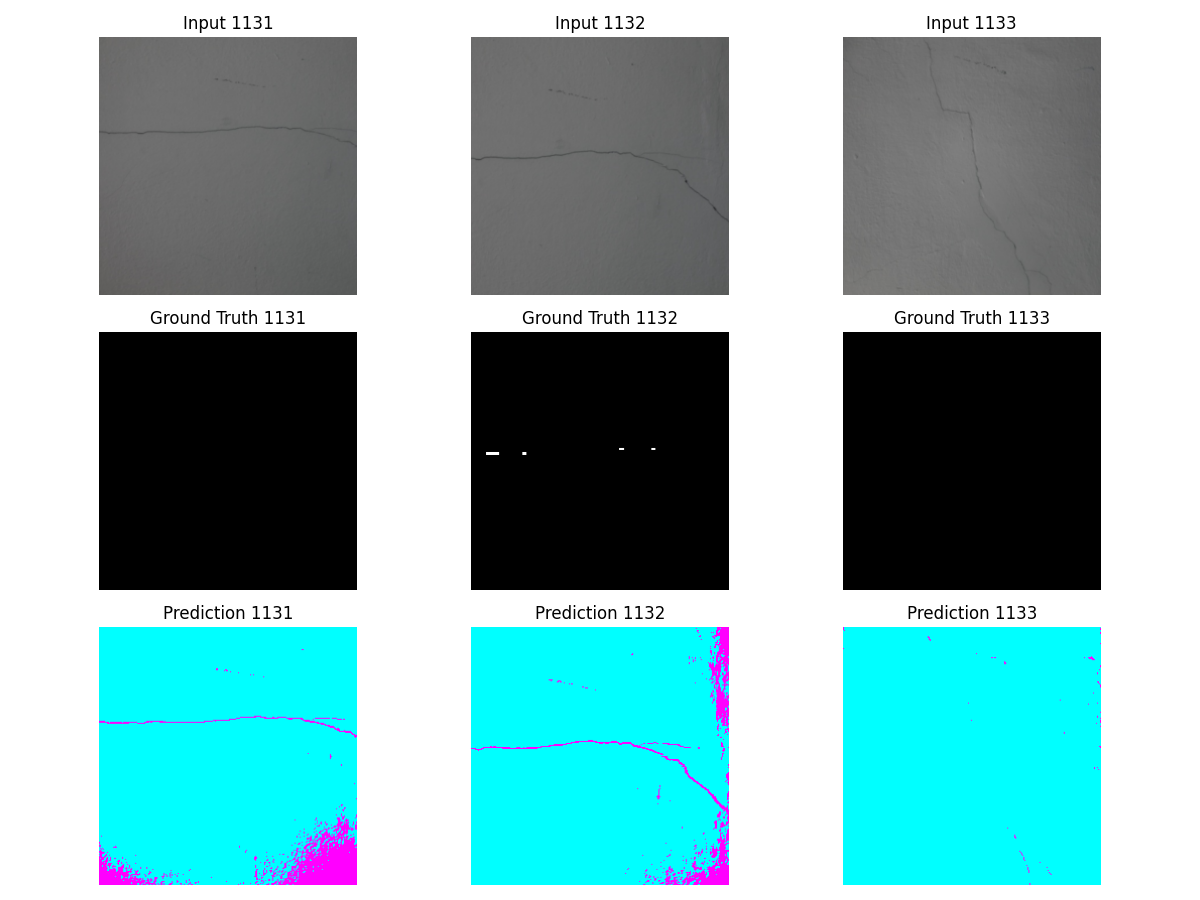 Input 1131
Input 1132
Input 1133
Ground Truth 1131
Ground Truth 1132
Ground Truth 1133
Prediction 1131
Prediction 1132
Prediction 1133